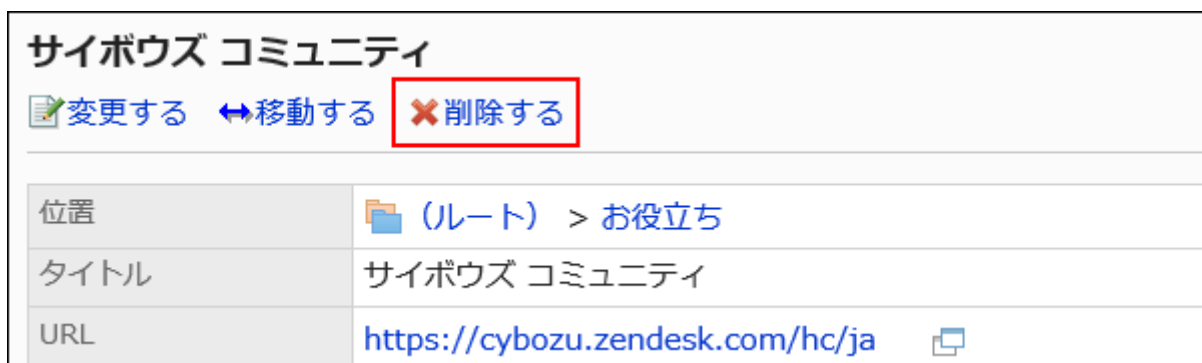 サイボウズ コミュニティ
変更する 移動する 削除する
位置 （ルート） > お役立ち
タイトル サイボウズ コミュニティ
URL https://cybozu.zendesk.com/hc/ja